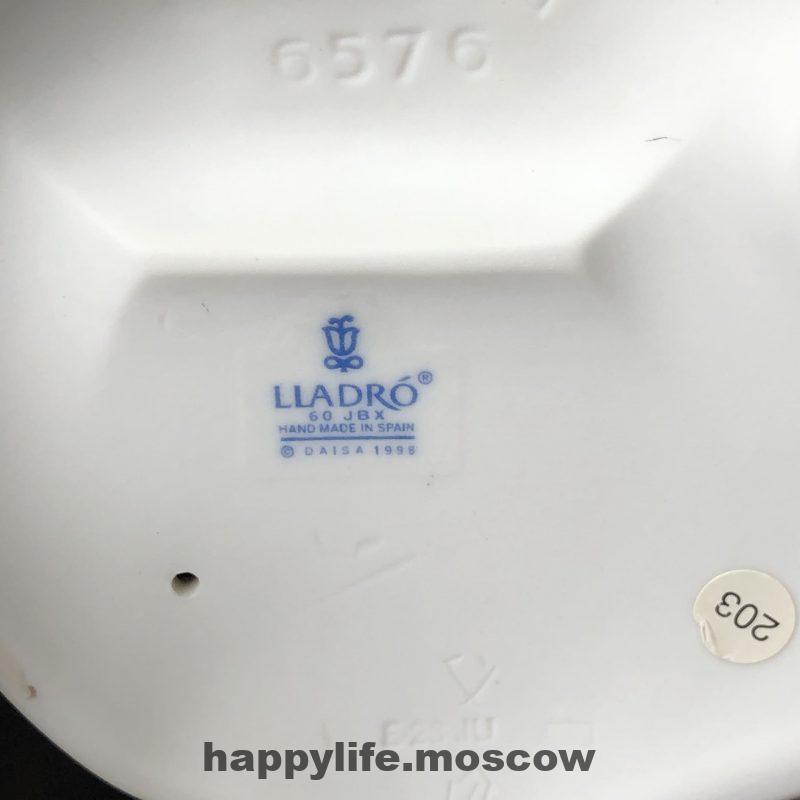 6576
LLADRÓ®
60 JBX
HAND MADE IN SPAIN
© DAISA 1998
203
happylife.moscow